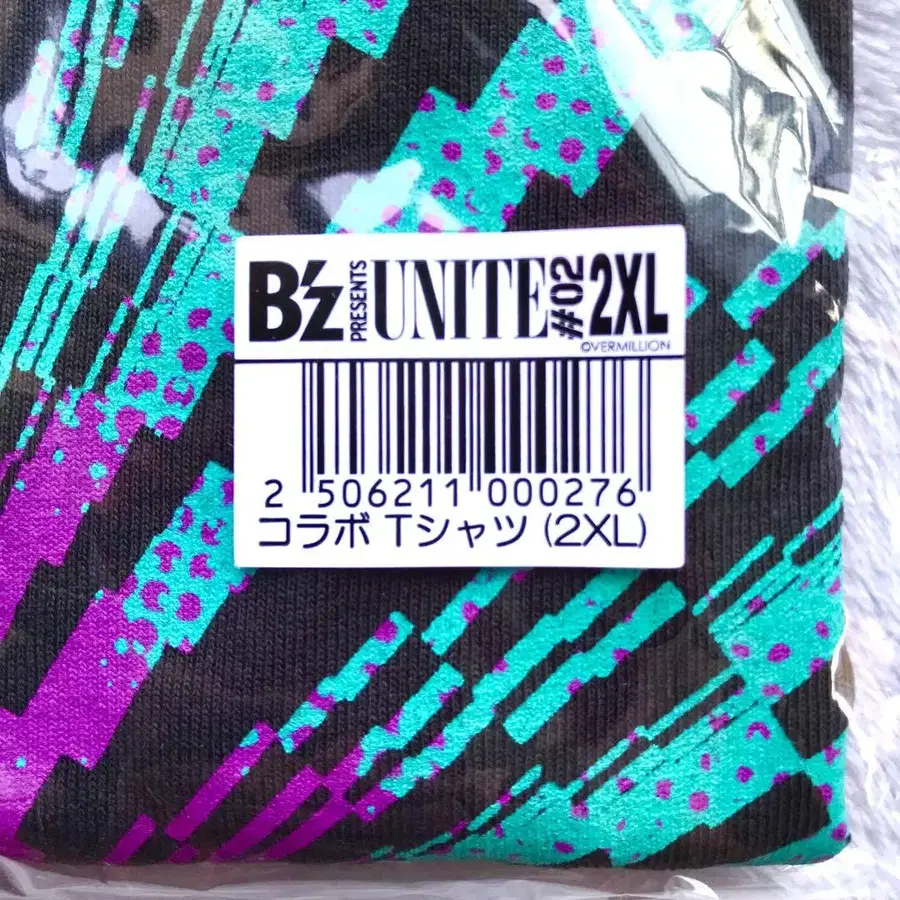 B'z PRESENTS UNITE #02 2XL
©VERMILLION
2 506211 000276
コラボ Tシャツ (2XL)